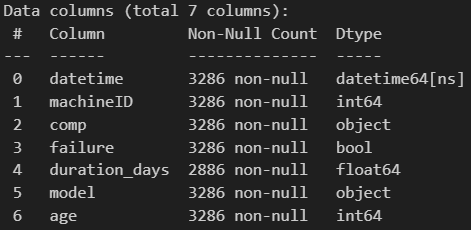 Data columns (total 7 columns):
 #   Column         Non-Null Count  Dtype
---  ------         --------------  -----
 0   datetime       3286 non-null   datetime64[ns]
 1   machineID      3286 non-null   int64
 2   comp           3286 non-null   object
 3   failure        3286 non-null   bool
 4   duration_days  2886 non-null   float64
 5   model          3286 non-null   object
 6   age            3286 non-null   int64